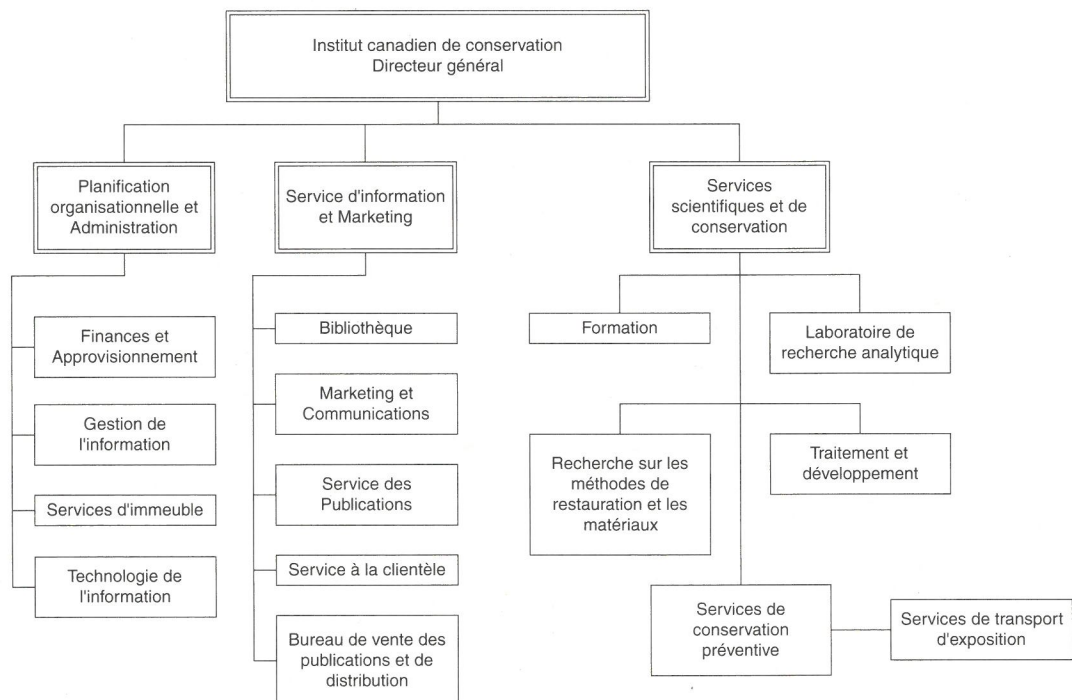 Institut canadien de conservation
Directeur général
Planification
organisationnelle et
Administration
Service d'information
et Marketing
Services
scientifiques et de
conservation
Finances et
Approvisionnement
Gestion de
l'information
Services d'immeuble
Technologie de
l'information
Bibliothèque
Marketing et
Communications
Service des
Publications
Service à la clientèle
Bureau de vente des
publications et de
distribution
Formation
Laboratoire de
recherche analytique
Recherche sur les
méthodes de
restauration et les
matériaux
Traitement et
développement
Services de
conservation
préventive
Services de transport
d'exposition